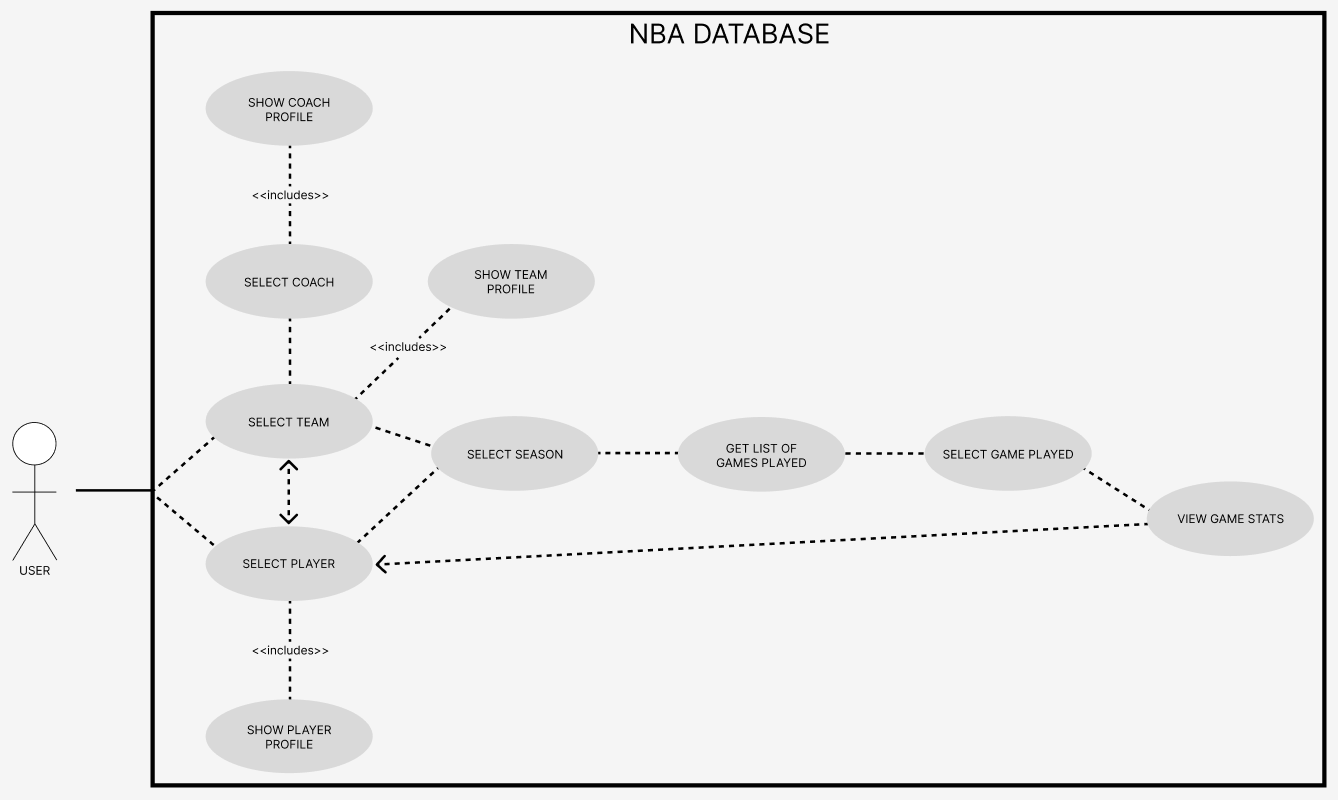 NBA DATABASE
SHOW COACH
PROFILE
<<includes>>
SELECT COACH
SHOW TEAM
PROFILE
<<includes>>
SELECT TEAM
SELECT SEASON
GET LIST OF
GAMES PLAYED
SELECT GAME PLAYED
VIEW GAME STATS
SELECT PLAYER
USER
<<includes>>
SHOW PLAYER
PROFILE